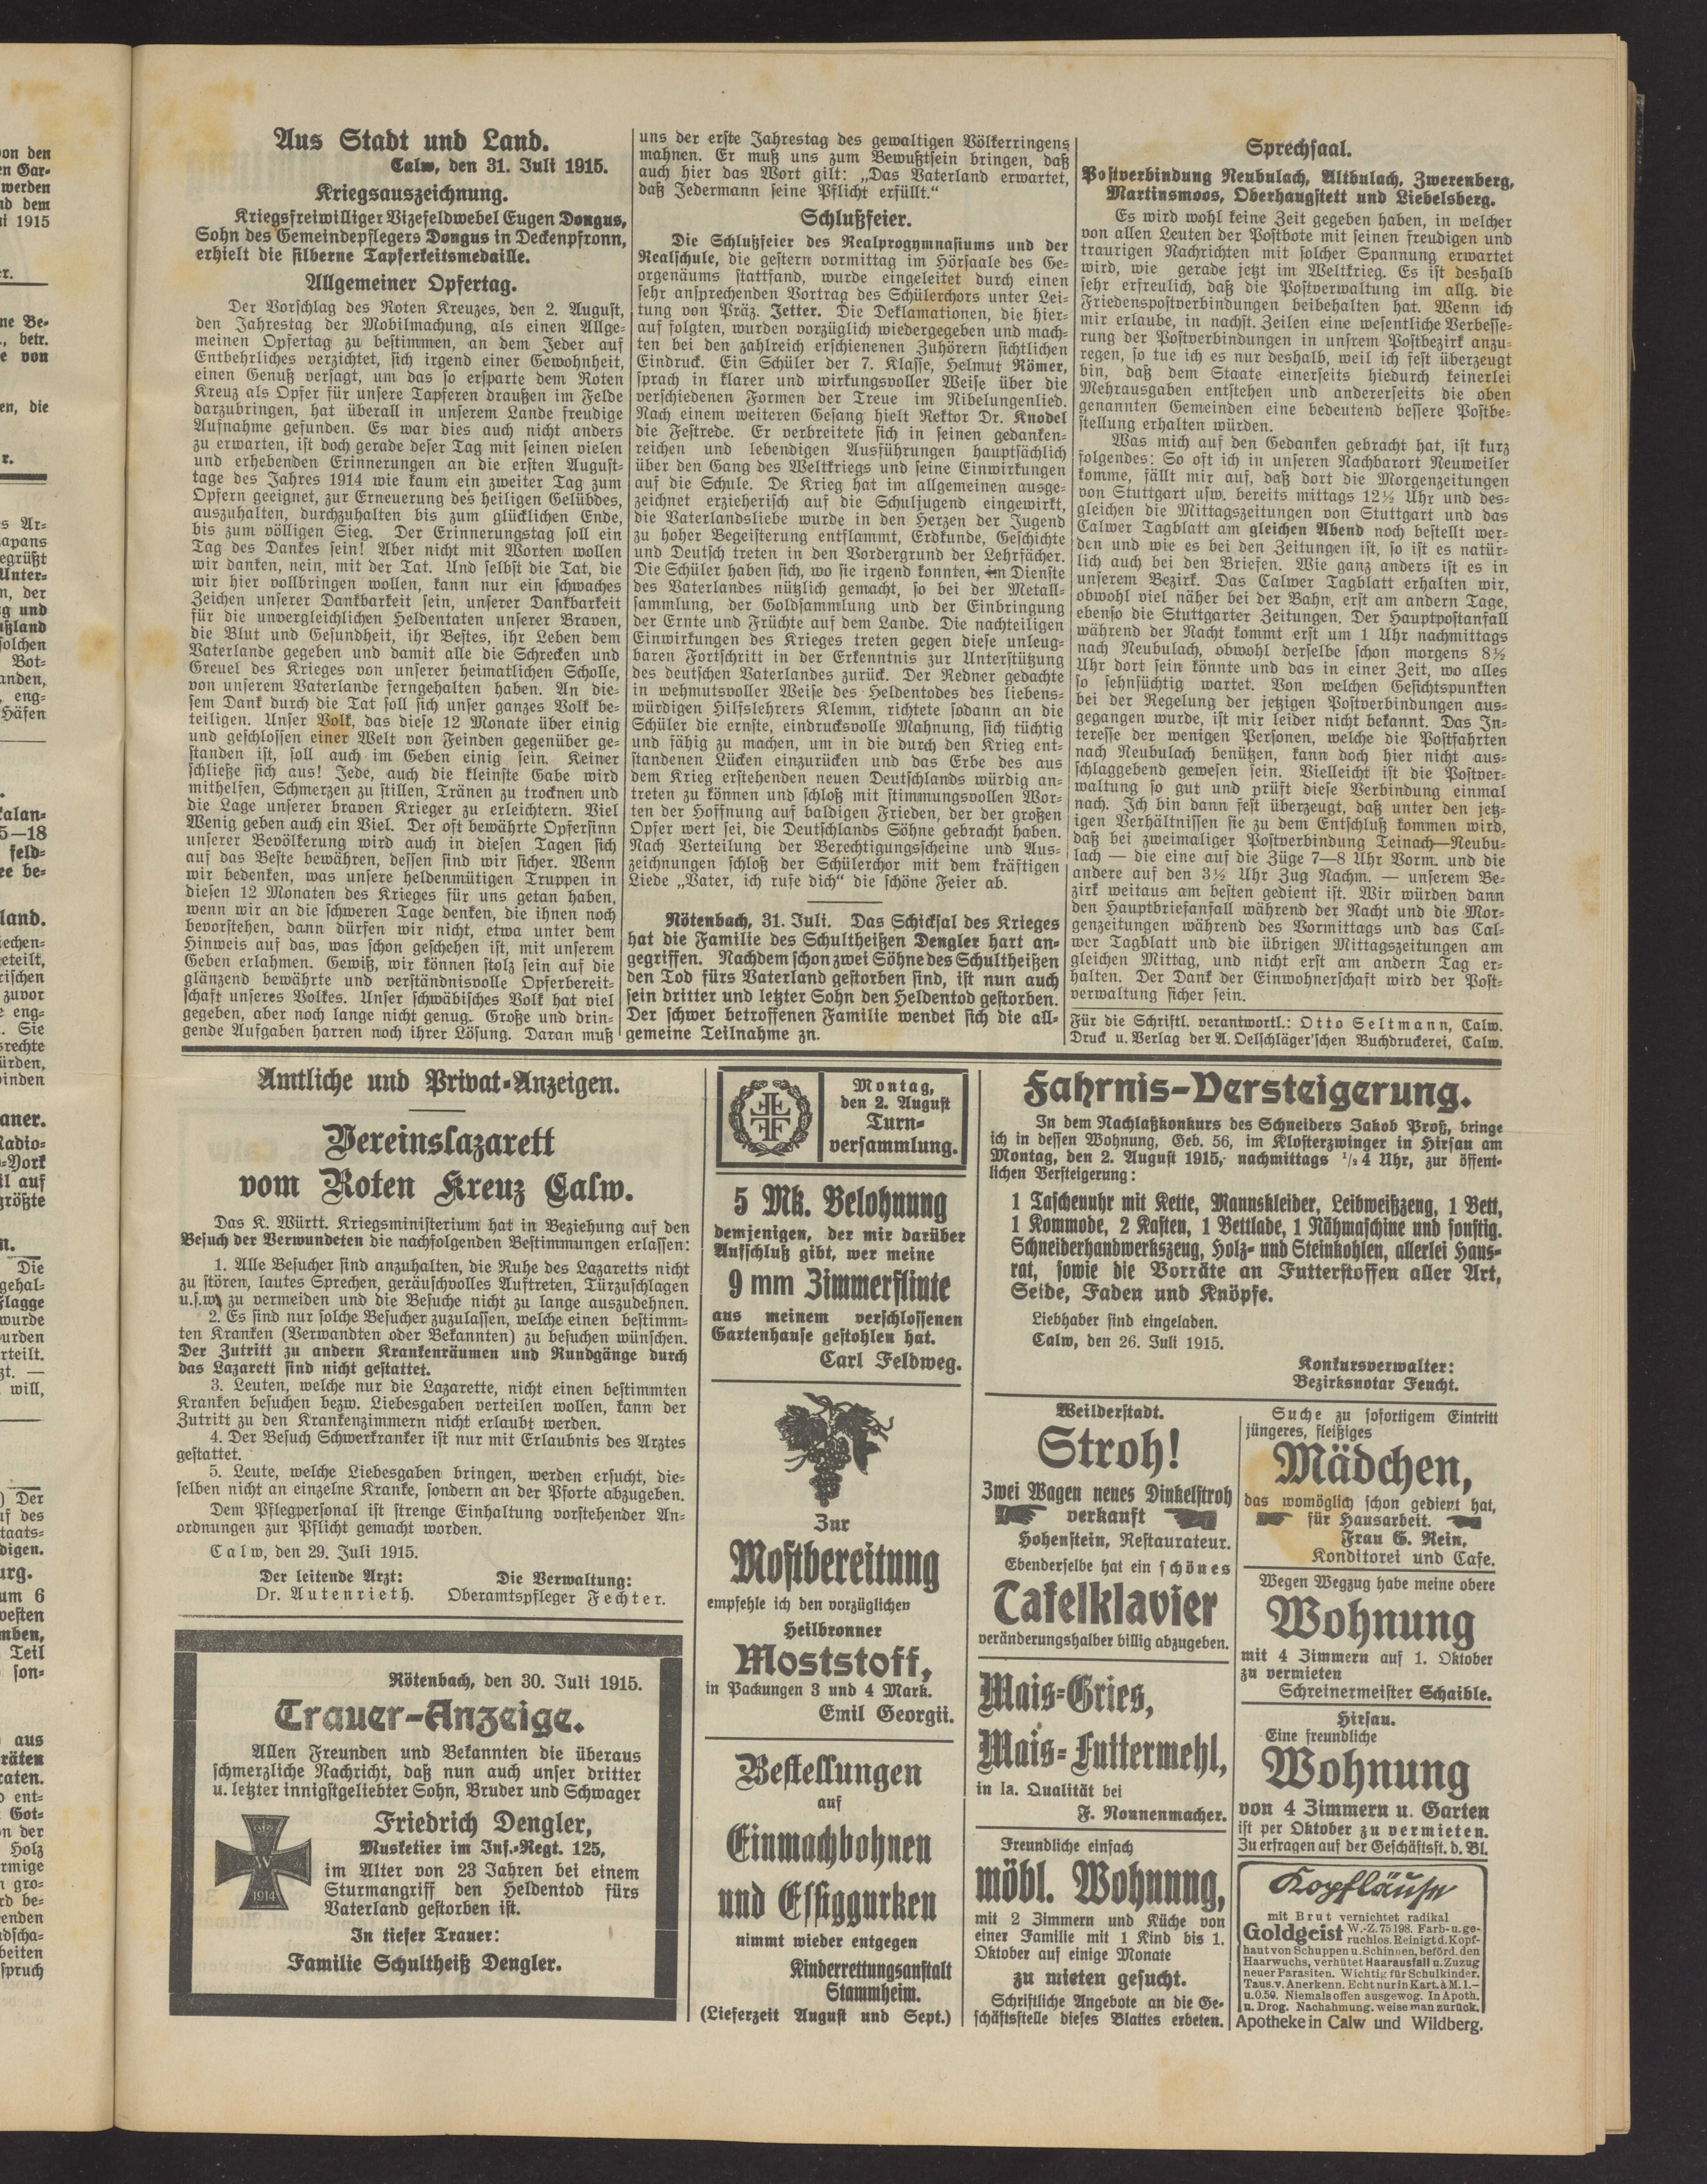 Aus Stadt und Land.
Calw, den 31. Juli 1915.
Kriegsauszeichnung.
Kriegsfreiwilliger Vizefeldwebel Eugen Dongus,
Sohn des Gemeindepflegers Dongus in Deckenpfronn,
erhielt die silberne Tapferkeitsmedaille.
Allgemeiner Opfertag.
Der Vorschlag des Roten Kreuzes, den 2. August,
den Jahrestag der Mobilmachung, als einen Allge-
meinen Opfertag zu bestimmen, an dem Jeder auf
Entbehrliches verzichtet, sich irgend einer Gewohnheit,
einen Genuß versagt, um das so ersparte dem Roten
Kreuz als Opfer für unsere Tapferen draußen im Felde
darzubringen, hat überall in unserem Lande freudige
Aufnahme gefunden. Es war dies auch nicht anders
zu erwarten, ist doch gerade deser Tag mit seinen vielen
und erhebenden Erinnerungen an die ersten August-
tage des Jahres 1914 wie kaum ein zweiter Tag zum
Opfern geeignet, zur Erneuerung des heiligen Gelübdes,
auszuhalten, durchzuhalten bis zum glücklichen Ende,
bis zum völligen Sieg. Der Erinnerungstag soll ein
Tag des Dankes sein! Aber nicht mit Worten wollen
wir danken, nein, mit der Tat. Und selbst die Tat, die
wir hier vollbringen wollen, kann nur ein schwaches
Zeichen unserer Dankbarkeit sein, unserer Dankbarkeit
für die unvergleichlichen Heldentaten unserer Braven,
die Blut und Gesundheit, ihr Bestes, ihr Leben dem
Vaterlande gegeben und damit alle die Schrecken und
Greuel des Krieges von unserer heimatlichen Scholle,
von unserem Vaterlande ferngehalten haben. An die-
sem Dank durch die Tat soll sich unser ganzes Volk be-
teiligen. Unser Volk, das diese 12 Monate über einig
und geschlossen einer Welt von Feinden gegenüber ge-
standen ist, soll auch im Geben einig sein. Keiner
schließe sich aus! Jede, auch die kleinste Gabe wird
mithelfen, Schmerzen zu stillen, Tränen zu trocknen und
die Lage unserer braven Krieger zu erleichtern. Viel
Wenig geben auch ein Viel. Der oft bewährte Opfersinn
unserer Bevölkerung wird auch in diesen Tagen sich
auf das Beste bewähren, dessen sind wir sicher. Wenn
wir bedenken, was unsere heldenmütigen Truppen in
diesen 12 Monaten des Krieges für uns getan haben,
wenn wir an die schweren Tage denken, die ihnen noch
bevorstehen, dann dürfen wir nicht, etwa unter dem
Hinweis auf das, was schon geschehen ist, mit unserem
Geben erlahmen. Gewiß, wir können stolz sein auf die
glänzend bewährte und verständnisvolle Opferbereit-
schaft unseres Volkes. Unser schwäbisches Volk hat viel
gegeben, aber noch lange nicht genug. Große und drin-
gende Aufgaben harren noch ihrer Lösung. Daran muß
uns der erste Jahrestag des gewaltigen Völkerringens
mahnen. Er muß uns zum Bewußtsein bringen, daß
auch hier das Wort gilt: „Das Vaterland erwartet,
daß Jedermann seine Pflicht erfüllt.“
Schlußfeier.
Die Schlußfeier des Realprogymnasiums und der
Realschule, die gestern vormittag im Hörsaale des Ge-
orgenäums stattfand, wurde eingeleitet durch einen
sehr ansprechenden Vortrag des Schülerchors unter Lei-
tung von Präz. Jetter. Die Deklamationen, die hier-
auf folgten, wurden vorzüglich wiedergegeben und mach-
ten bei den zahlreich erschienenen Zuhörern sichtlichen
Eindruck. Ein Schüler der 7. Klasse, Helmut Römer,
sprach in klarer und wirkungsvoller Weise über die
verschiedenen Formen der Treue im Nibelungenlied.
Nach einem weiteren Gesang hielt Rektor Dr. Knodel
die Festrede. Er verbreitete sich in seinen gedanken-
reichen und lebendigen Ausführungen hauptsächlich
über den Gang des Weltkriegs und seine Einwirkungen
auf die Schule. De Krieg hat im allgemeinen ausge-
zeichnet erzieherisch auf die Schuljugend eingewirkt,
die Vaterlandsliebe wurde in den Herzen der Jugend
zu hoher Begeisterung entflammt, Erdkunde, Geschichte
und Deutsch treten in den Vordergrund der Lehrfächer.
Die Schüler haben sich, wo sie irgend konnten, im Dienste
des Vaterlandes nützlich gemacht, so bei der Metall-
sammlung, der Goldsammlung und der Einbringung
der Ernte und Früchte auf dem Lande. Die nachteiligen
Einwirkungen des Krieges treten gegen diese unleug-
baren Fortschritt in der Erkenntnis zur Unterstützung
des deutschen Vaterlandes zurück. Der Redner gedachte
in wehmutsvoller Weise des Heldentodes des liebens-
würdigen Hilfslehrers Klemm, richtete sodann an die
Schüler die ernste, eindrucksvolle Mahnung, sich tüchtig
und fähig zu machen, um in die durch den Krieg ent-
standenen Lücken einzurücken und das Erbe des aus
dem Krieg erstehenden neuen Deutschlands würdig an-
treten zu können und schloß mit stimmungsvollen Wor-
ten der Hoffnung auf baldigen Frieden, der der großen
Opfer wert sei, die Deutschlands Söhne gebracht haben.
Nach Verteilung der Berechtigungsscheine und Aus-
zeichnungen schloß der Schülerchor mit dem kräftigen
Liede „Vater, ich rufe dich“ die schöne Feier ab.
Rötenbach, 31. Juli. Das Schicksal des Krieges
hat die Familie des Schultheißen Dengler hart an-
gegriffen. Nachdem schon zwei Söhne des Schultheißen
den Tod fürs Vaterland gestorben sind, ist nun auch
sein dritter und letzter Sohn den Heldentod gestorben.
Der schwer betroffenen Familie wendet sich die all-
gemeine Teilnahme zn.
Sprechsaal.
Postverbindung Neubulach, Altbulach, Zwerenberg,
Martinsmoos, Oberhaugstett und Liebelsberg.
Es wird wohl keine Zeit gegeben haben, in welcher
von allen Leuten der Postbote mit seinen freudigen und
traurigen Nachrichten mit solcher Spannung erwartet
wird, wie gerade jetzt im Weltkrieg. Es ist deshalb
sehr erfreulich, daß die Postverwaltung im allg. die
Friedenspostverbindungen beibehalten hat. Wenn ich
mir erlaube, in nachst. Zeilen eine wesentliche Verbesse-
rung der Postverbindungen in unsrem Postbezirk anzu-
regen, so tue ich es nur deshalb, weil ich fest überzeugt
bin, daß dem Staate einerseits hiedurch keinerlei
Mehrausgaben entstehen und andererseits die oben
genannten Gemeinden eine bedeutend bessere Postbe-
stellung erhalten würden.
Was mich auf den Gedanken gebracht hat, ist kurz
folgendes: So oft ich in unseren Nachbarort Neuweiler
komme, fällt mir auf, daß dort die Morgenzeitungen
von Stuttgart usw. bereits mittags 12½ Uhr und des-
gleichen die Mittagszeitungen von Stuttgart und das
Calwer Tagblatt am gleichen Abend noch bestellt wer-
den und wie es bei den Zeitungen ist, so ist es natür-
lich auch bei den Briefen. Wie ganz anders ist es in
unserem Bezirk. Das Calwer Tagblatt erhalten wir,
obwohl viel näher bei der Bahn, erst am andern Tage,
ebenso die Stuttgarter Zeitungen. Der Hauptpostanfall
während der Nacht kommt erst um 1 Uhr nachmittags
nach Neubulach, obwohl derselbe schon morgens 8½
Uhr dort sein könnte und das in einer Zeit, wo alles
so sehnsüchtig wartet. Von welchen Gesichtspunkten
bei der Regelung der jetzigen Postverbindungen aus-
gegangen wurde, ist mir leider nicht bekannt. Das In-
teresse der wenigen Personen, welche die Postfahrten
nach Neubulach benützen, kann doch hier nicht aus-
schlaggebend gewesen sein. Vielleicht ist die Postver-
waltung so gut und prüft diese Verbindung einmal
nach. Ich bin dann fest überzeugt, daß unter den jetz-
igen Verhältnissen sie zu dem Entschluß kommen wird,
daß bei zweimaliger Postverbindung Teinach—Neubu-
lach — die eine auf die Züge 7—8 Uhr Vorm. und die
andere auf den 3½ Uhr Zug Nachm. — unserem Be-
zirk weitaus am besten gedient ist. Wir würden dann
den Hauptbriefanfall während der Nacht und die Mor-
genzeitungen während des Vormittags und das Cal-
wer Tagblatt und die übrigen Mittagszeitungen am
gleichen Mittag, und nicht erst am andern Tag er-
halten. Der Dank der Einwohnerschaft wird der Post-
verwaltung sicher sein.
Für die Schriftl. verantwortl.: Otto Seltmann, Calw.
Druck u. Verlag der A. Oelschläger'schen Buchdruckerei, Calw.
Amtliche und Privat-Anzeigen.
Vereinslazarett
vom Roten Kreuz Calw.
Das K. Württ. Kriegsministerium hat in Beziehung auf den
Besuch der Verwundeten die nachfolgenden Bestimmungen erlassen:
1. Alle Besucher sind anzuhalten, die Ruhe des Lazaretts nicht
zu stören, lautes Sprechen, geräuschvolles Auftreten, Türzuschlagen
u.s.w. zu vermeiden und die Besuche nicht zu lange auszudehnen.
2. Es sind nur solche Besucher zuzulassen, welche einen bestimm-
ten Kranken (Verwandten oder Bekannten) zu besuchen wünschen.
Der Zutritt zu andern Krankenräumen und Rundgänge durch
das Lazarett sind nicht gestattet.
3. Leuten, welche nur die Lazarette, nicht einen bestimmten
Kranken besuchen bezw. Liebesgaben verteilen wollen, kann der
Zutritt zu den Krankenzimmern nicht erlaubt werden.
4. Der Besuch Schwerkranker ist nur mit Erlaubnis des Arztes
gestattet.
5. Leute, welche Liebesgaben bringen, werden ersucht, die-
selben nicht an einzelne Kranke, sondern an der Pforte abzugeben.
Dem Pflegpersonal ist strenge Einhaltung vorstehender An-
ordnungen zur Pflicht gemacht worden.
Calw, den 29. Juli 1915.
Der leitende Arzt: Die Verwaltung:
Dr. Autenrieth. Oberamtspfleger Fechter.
Rötenbach, den 30. Juli 1915.
Trauer-Anzeige.
Allen Freunden und Bekannten die überaus
schmerzliche Nachricht, daß nun auch unser dritter
u. letzter innigstgeliebter Sohn, Bruder und Schwager
Friedrich Dengler,
Musketier im Inf.-Regt. 125,
im Alter von 23 Jahren bei einem
Sturmangriff den Heldentod fürs
Vaterland gestorben ist.
W
1914
In tiefer Trauer:
Familie Schultheiß Dengler.
Montag,
den 2. August
Turn-
versammlung.
5 Mk. Belohnung
demjenigen, der mir darüber
Aufschluß gibt, wer meine
9 mm Zimmerflinte
aus meinem verschlossenen
Gartenhause gestohlen hat.
Carl Feldweg.
Zur
Mostbereitung
empfehle ich den vorzüglichen
Heilbronner
Moststoff,
in Packungen 3 und 4 Mark.
Emil Georgii.
Bestellungen
auf
Einmachbohnen
und Essiggurken
nimmt wieder entgegen
Kinderrettungsanstalt
Stammheim.
(Lieferzeit August und Sept.)
Fahrnis-Versteigerung.
In dem Nachlaßkonkurs des Schneiders Jakob Proß, bringe
ich in dessen Wohnung, Geb. 56, im Klosterzwinger in Hirsau am
Montag, den 2. August 1915, nachmittags 1/2 4 Uhr, zur öffent-
lichen Versteigerung:
1 Taschenuhr mit Kette, Mannskleider, Leibweißzeng, 1 Bett,
1 Kommode, 2 Kasten, 1 Bettlade, 1 Nähmaschine und sonstig.
Schneiderhandwerkszeug, Holz- und Steinkohlen, allerlei Haus-
rat, sowie die Vorräte an Futterstoffen aller Art,
Seide, Faden und Knöpfe.
Liebhaber sind eingeladen.
Calw, den 26. Juli 1915.
Konkursverwalter:
Bezirksnotar Feucht.
Weilderstadt.
Stroh!
Zwei Wagen neues Dinkelstroh
verkauft
Hohenstein, Restaurateur.
Ebenderselbe hat ein schönes
Tafelklavier
veränderungshalber billig abzugeben.
Mais-Gries,
Mais-Futtermehl,
in Ia. Qualität bei
F. Nonnenmacher.
Freundliche einfach
möbl. Wohnung,
mit 2 Zimmern und Küche von
einer Familie mit 1 Kind bis 1.
Oktober auf einige Monate
zu mieten gesucht.
Schriftliche Angebote an die Ge-
schäftsstelle dieses Blattes erbeten.
Suche zu sofortigem Eintritt
jüngeres, fleißiges
Mädchen,
das womöglich schon gedient hat,
für Hausarbeit.
Frau G. Rein,
Konditorei und Cafe.
Wegen Wegzug habe meine obere
Wohnung
mit 4 Zimmern auf 1. Oktober
zu vermieten
Schreinermeister Schaible.
Hirsau.
Eine freundliche
Wohnung
von 4 Zimmern u. Garten
ist per Oktober zu vermieten.
Zu erfragen auf der Geschäftsst. d. Bl.
Kopfläuse
mit Brut vernichtet radikal
Goldgeist W.-Z. 75198. Farb- u. ge-
ruchlos. Reinigt d. Kopf-
haut von Schuppen u. Schinnen, beförd. den
Haarwuchs, verhütet Haarausfall u. Zuzug
neuer Parasiten. Wichtig für Schulkinder.
Taus. v. Anerkenn. Echt nur in Kart. à M. 1.—
u. 0.50. Niemals offen ausgewog. In Apoth.
u. Drog. Nachahmung. weise man zurück.
Apotheke in Calw und Wildberg.